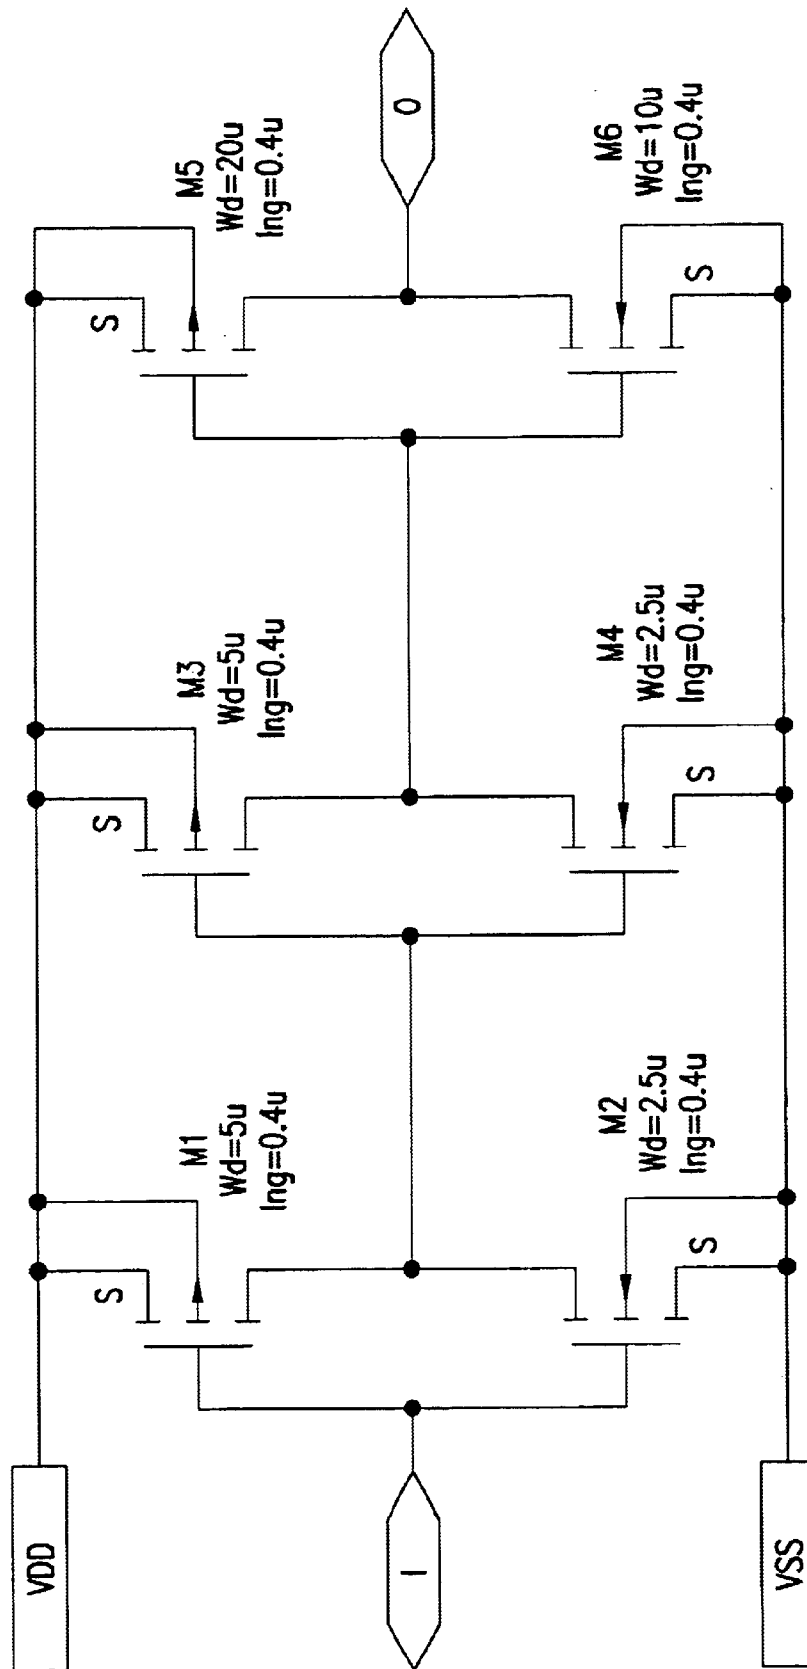 VDD
I
S
M1
Wd=5u
lng=0.4u
M2
Wd=2.5u
lng=0.4u
S
S
M3
Wd=5u
lng=0.4u
M4
Wd=2.5u
lng=0.4u
S
S
M5
Wd=20u
lng=0.4u
M6
Wd=10u
lng=0.4u
S
O
VSS